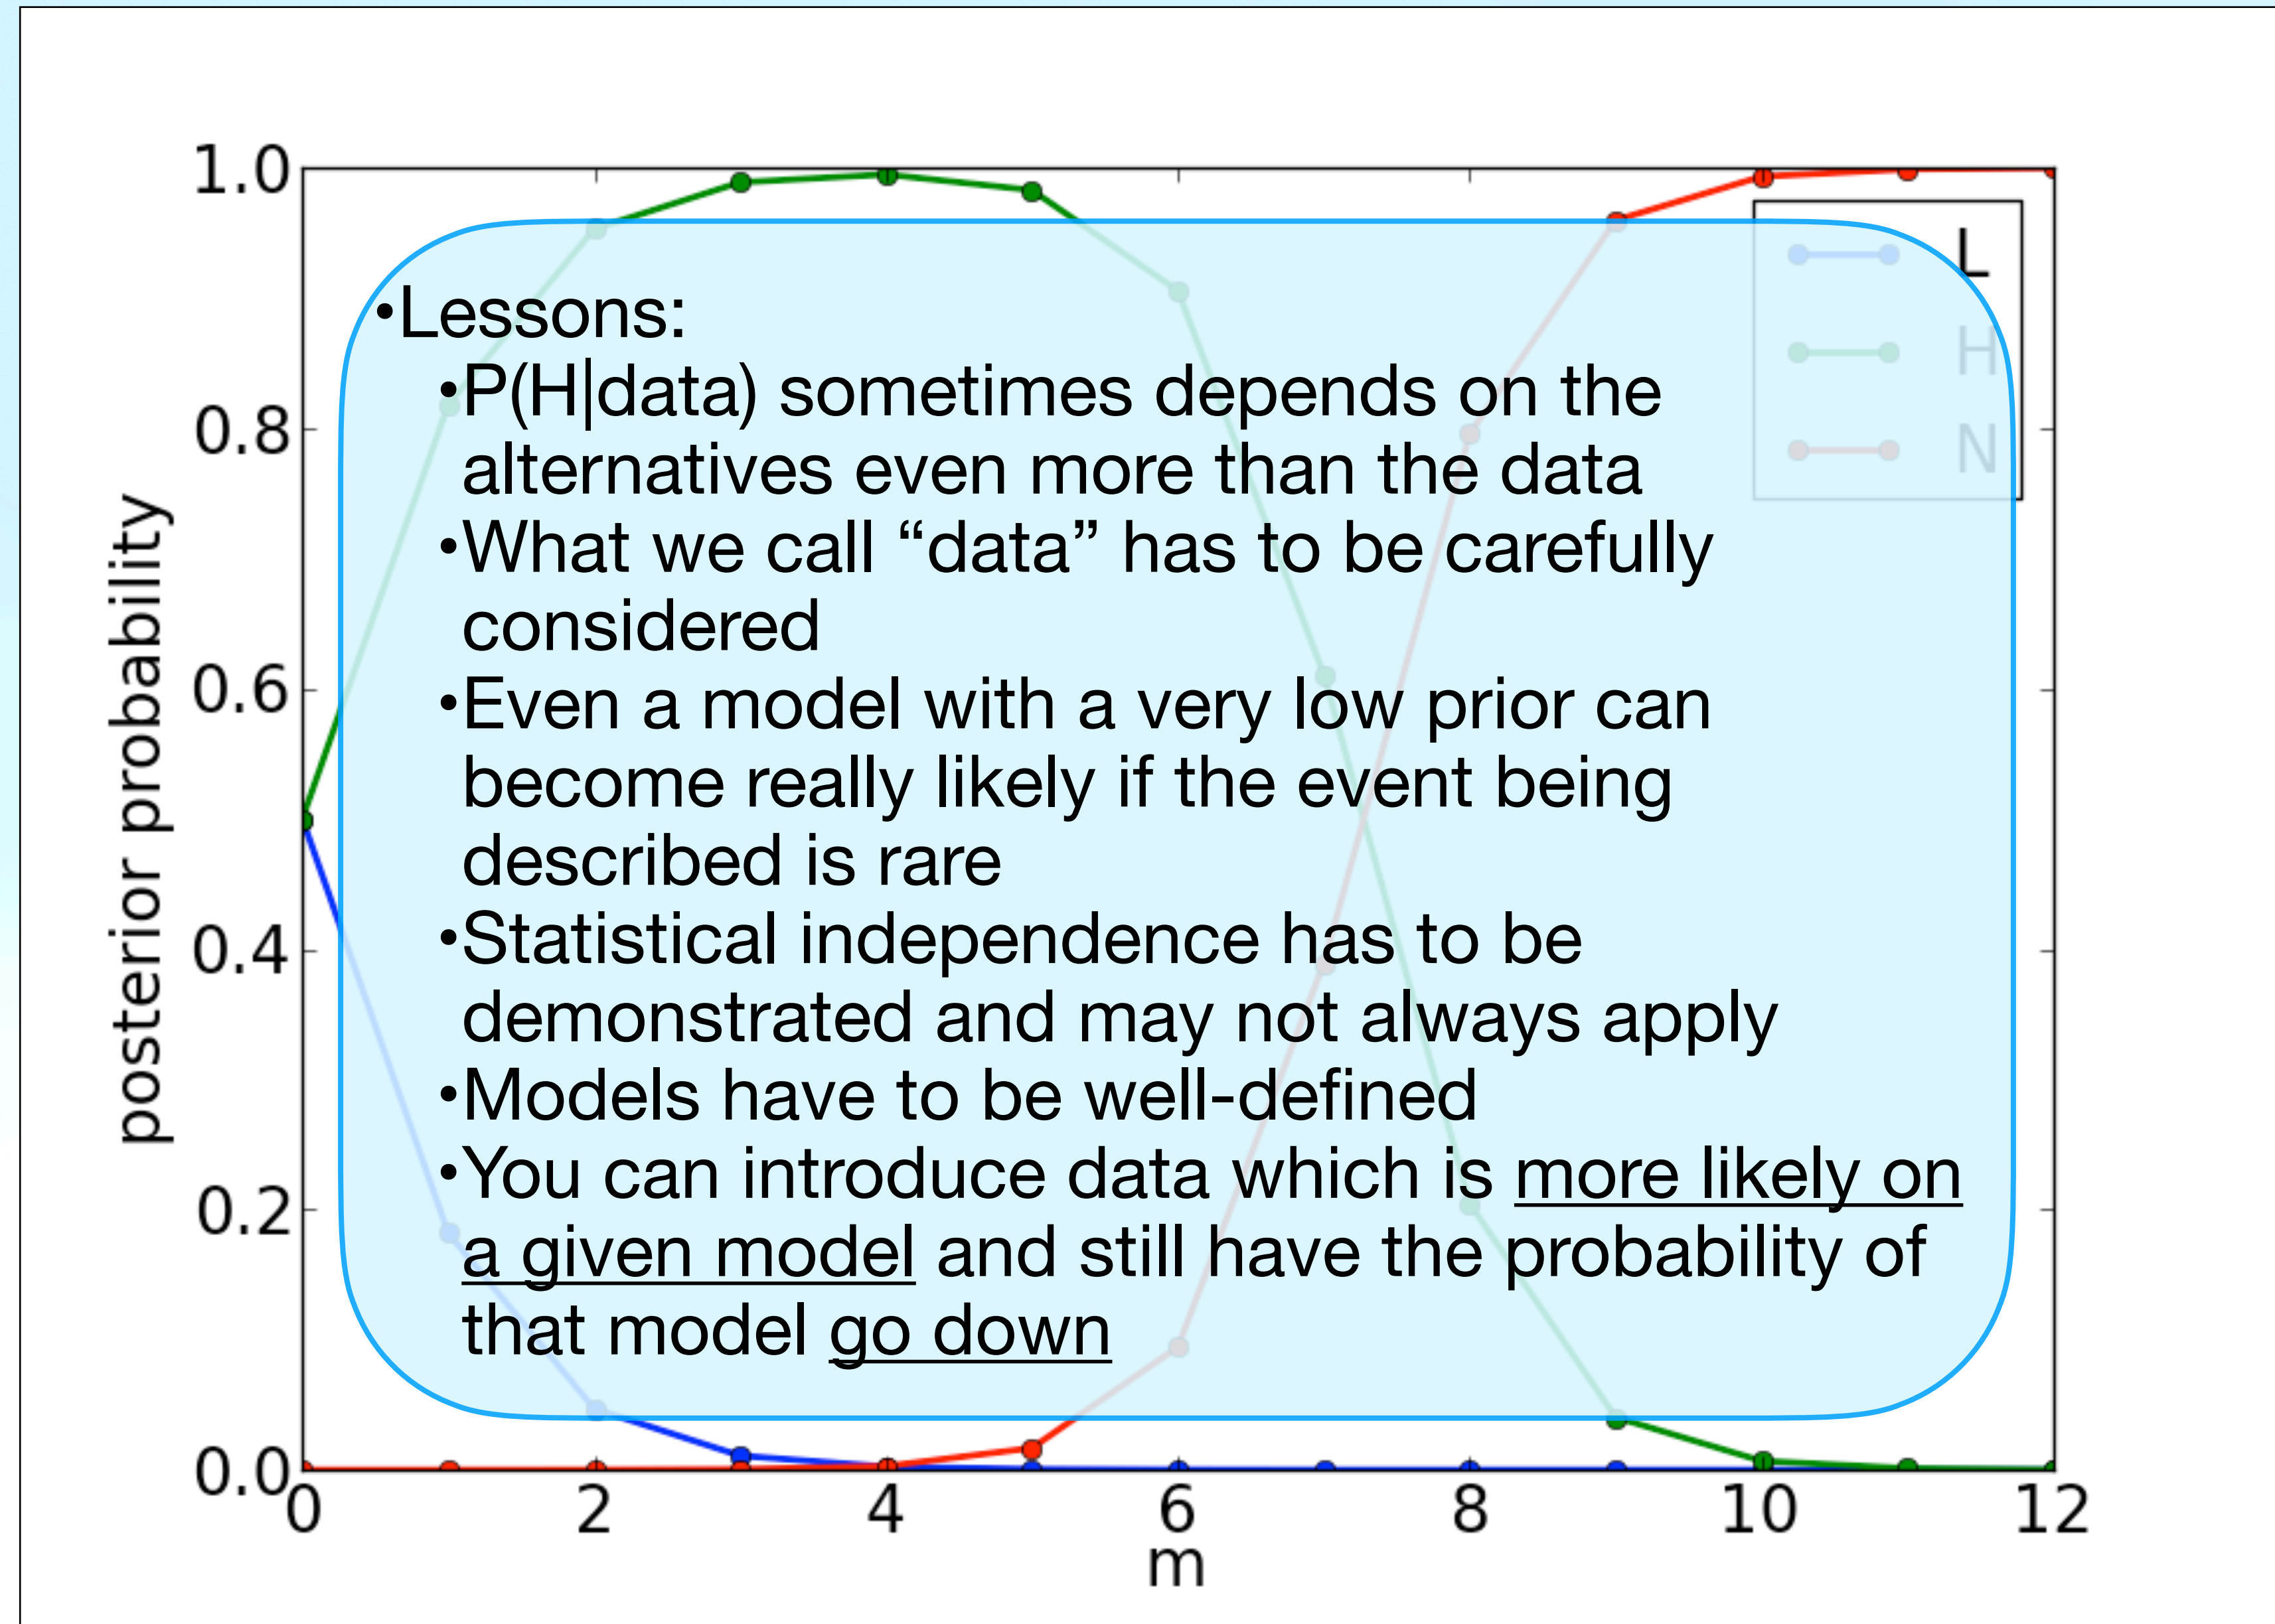 1.0
0.8
0.6
0.4
0.2
0.0
posterior probability
L
H
N
•Lessons:
•P(H|data) sometimes depends on the
alternatives even more than the data
•What we call “data” has to be carefully
considered
•Even a model with a very low prior can
become really likely if the event being
described is rare
•Statistical independence has to be
demonstrated and may not always apply
•Models have to be well-defined
•You can introduce data which is more likely on
a given model and still have the probability of
that model go down
0 2 4 6 8 10 12
m